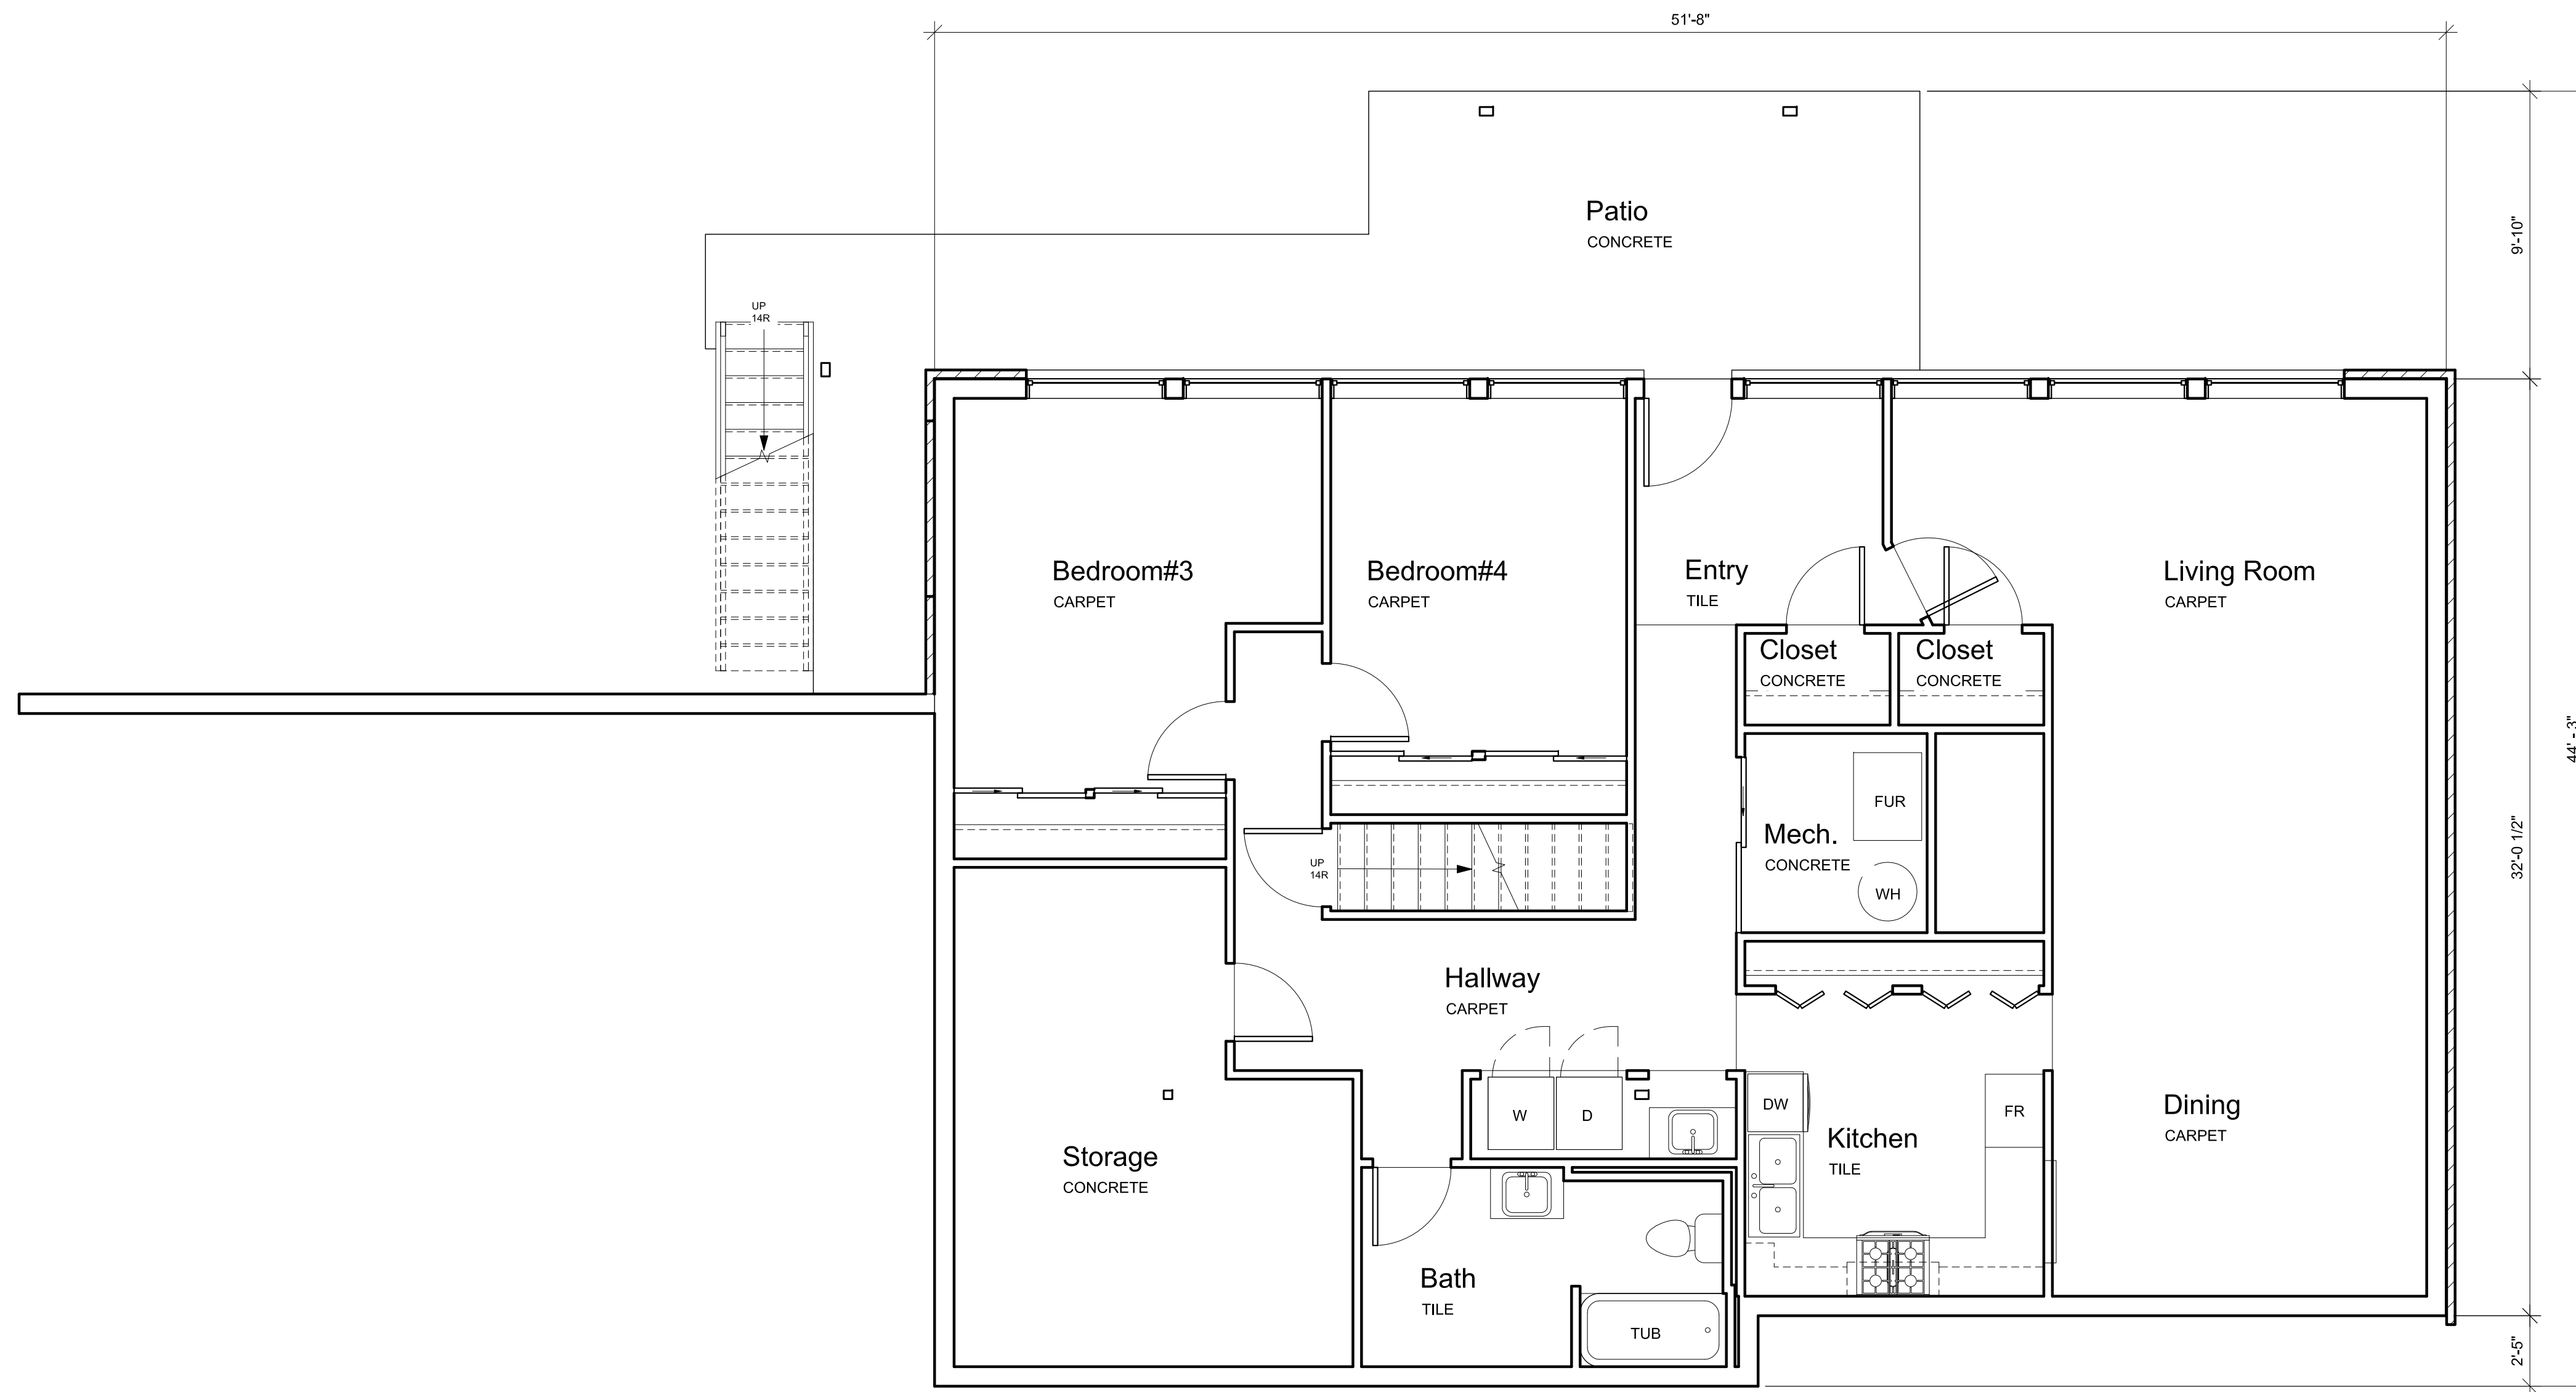 51'-8"
Patio
CONCRETE
9'-10"
UP
14R
Bedroom#3
CARPET
Bedroom#4
CARPET
Entry
TILE
Living Room
CARPET
Closet
CONCRETE
Closet
CONCRETE
44' - 3"
FUR
Mech.
CONCRETE
WH
32'-0 1/2"
UP
14R
Hallway
CARPET
W
D
DW
FR
Kitchen
TILE
Dining
CARPET
Storage
CONCRETE
Bath
TILE
TUB
2'-5"